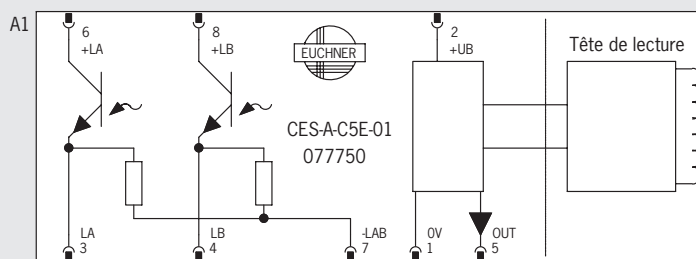 A1
6
+LA
8
+LB
EUCHNER
2
+UB
Tête de lecture
CES-A-C5E-01
077750
LA
3
LB
4
-LAB
7
0V
1
OUT
5